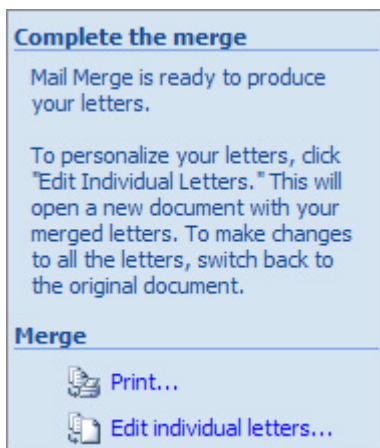 Complete the merge
Mail Merge is ready to produce
your letters.
To personalize your letters, click
"Edit Individual Letters." This will
open a new document with your
merged letters. To make changes
to all the letters, switch back to
the original document.
Merge
Print...
Edit individual letters...